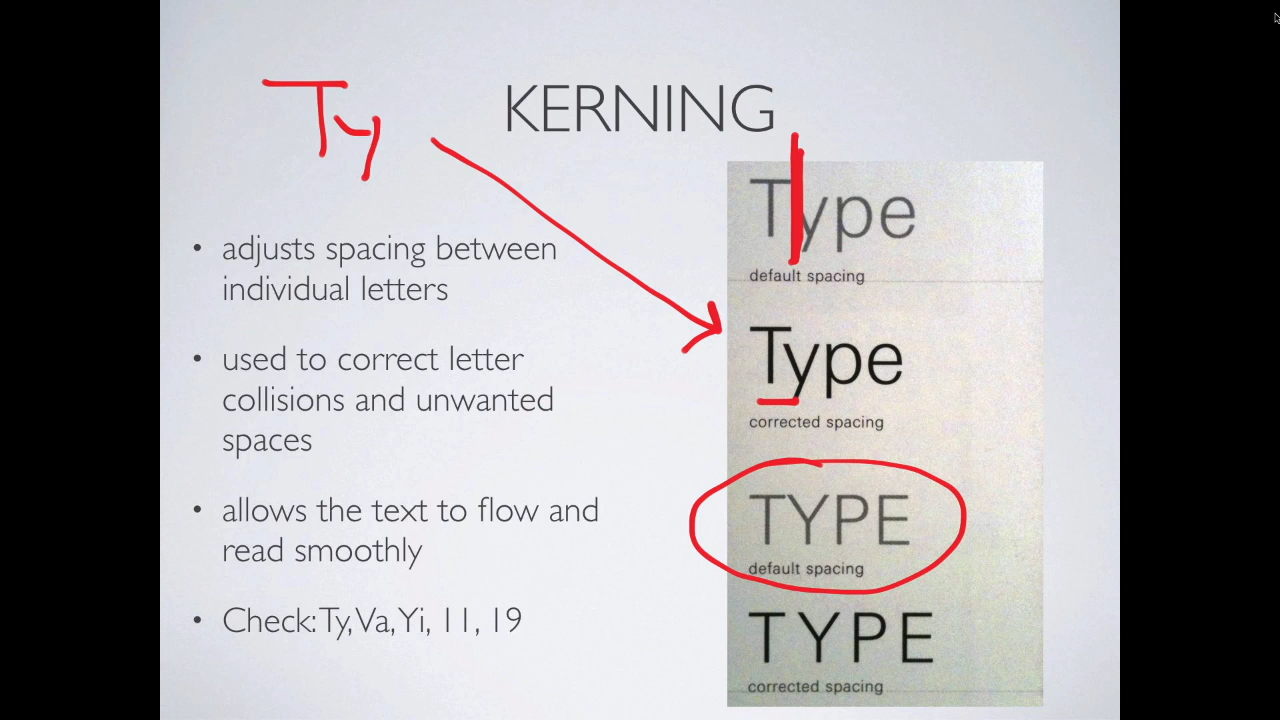 Ty
KERNING
• adjusts spacing between
individual letters
• used to correct letter
collisions and unwanted
spaces
• allows the text to flow and
read smoothly
• Check: Ty, Va, Yi, 11, 19
Type
default spacing
Type
corrected spacing
TYPE
default spacing
TYPE
corrected spacing